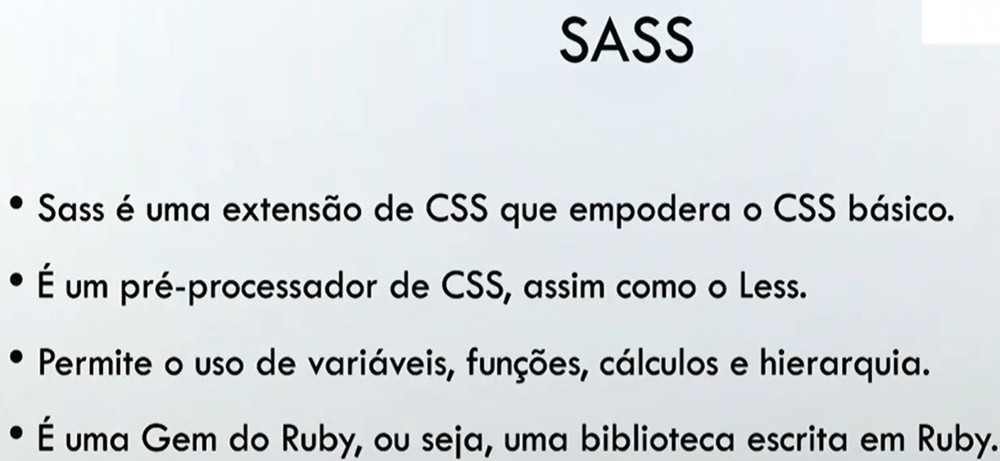 SASS
• Sass é uma extensão de CSS que empodera o CSS básico.
• É um pré-processador de CSS, assim como o Less.
• Permite o uso de variáveis, funções, cálculos e hierarquia.
• É uma Gem do Ruby, ou seja, uma biblioteca escrita em Ruby.